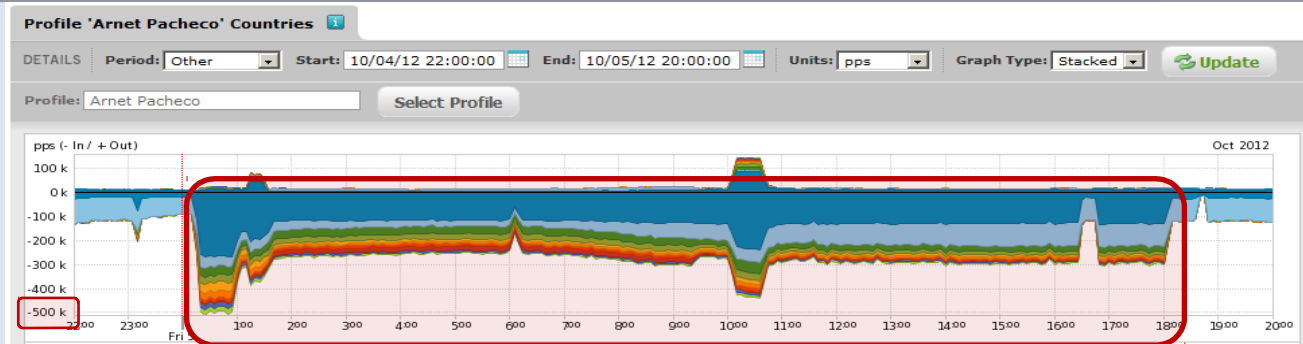 Profile 'Arnet Pacheco' Countries i
DETAILS Period: Other Start: 10/04/12 22:00:00 End: 10/05/12 20:00:00 Units: pps Graph Type: Stacked Update
Profile: Arnet Pacheco Select Profile
pps (- In / + Out) Oct 2012
100 k
0 k
-100 k
-200 k
-300 k
-400 k
-500 k
22:00 23:00 1:00 2:00 3:00 4:00 5:00 6:00 7:00 8:00 9:00 10:00 11:00 12:00 13:00 14:00 15:00 16:00 17:00 18:00 19:00 20:00
Fri